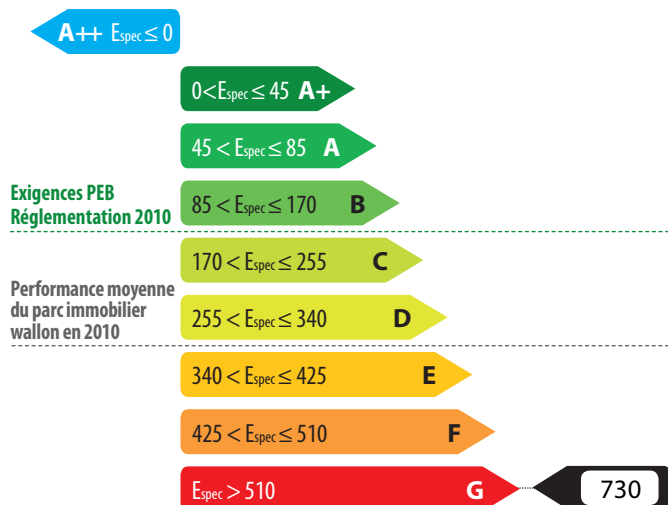 A++ Espec ≤ 0
0<Espec ≤ 45 A+
45 < Espec ≤ 85 A
Exigences PEB
Réglementation 2010
85 < Espec ≤ 170 B
170 < Espec ≤ 255 C
Performance moyenne
du parc immobilier
wallon en 2010
255 < Espec ≤ 340 D
340 < Espec ≤ 425 E
425 < Espec ≤ 510 F
Espec > 510 G
730